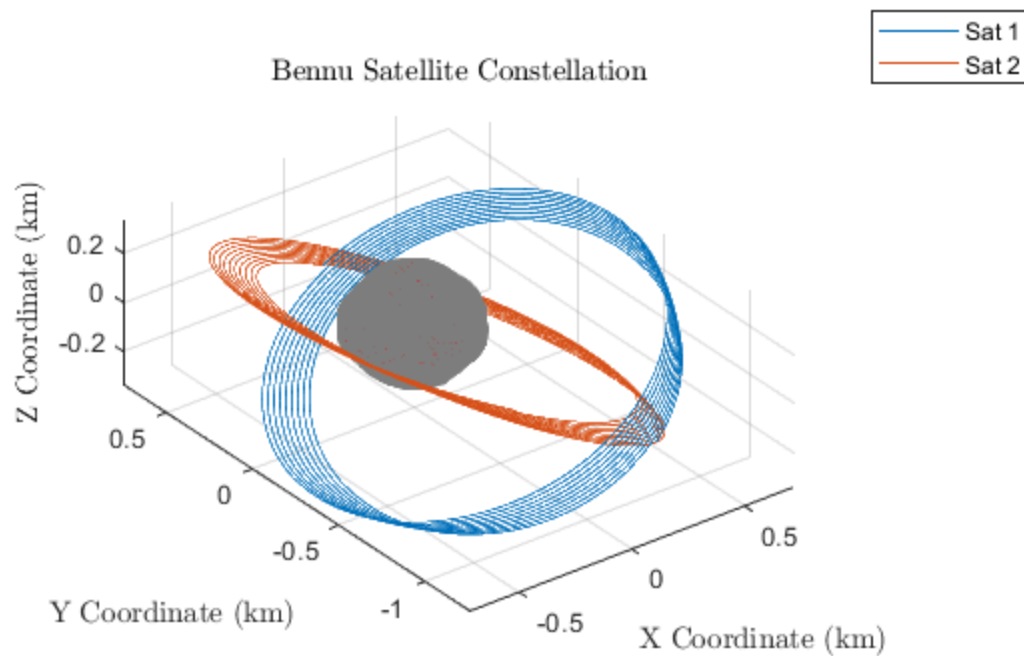 Sat 1
Sat 2
Bennu Satellite Constellation
Z Coordinate (km)
0.2
0
-0.2
0.5
0
-0.5
-1
Y Coordinate (km)
0.5
0
-0.5
X Coordinate (km)